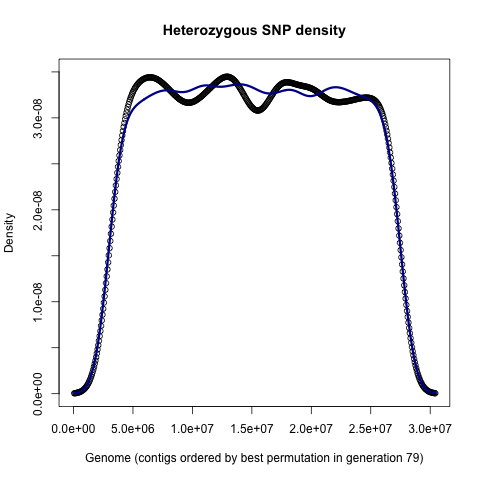 Heterozygous SNP density
Density
3.0e-08
2.0e-08
1.0e-08
0.0e+00
0.0e+00 5.0e+06 1.0e+07 1.5e+07 2.0e+07 2.5e+07 3.0e+07
Genome (contigs ordered by best permutation in generation 79)